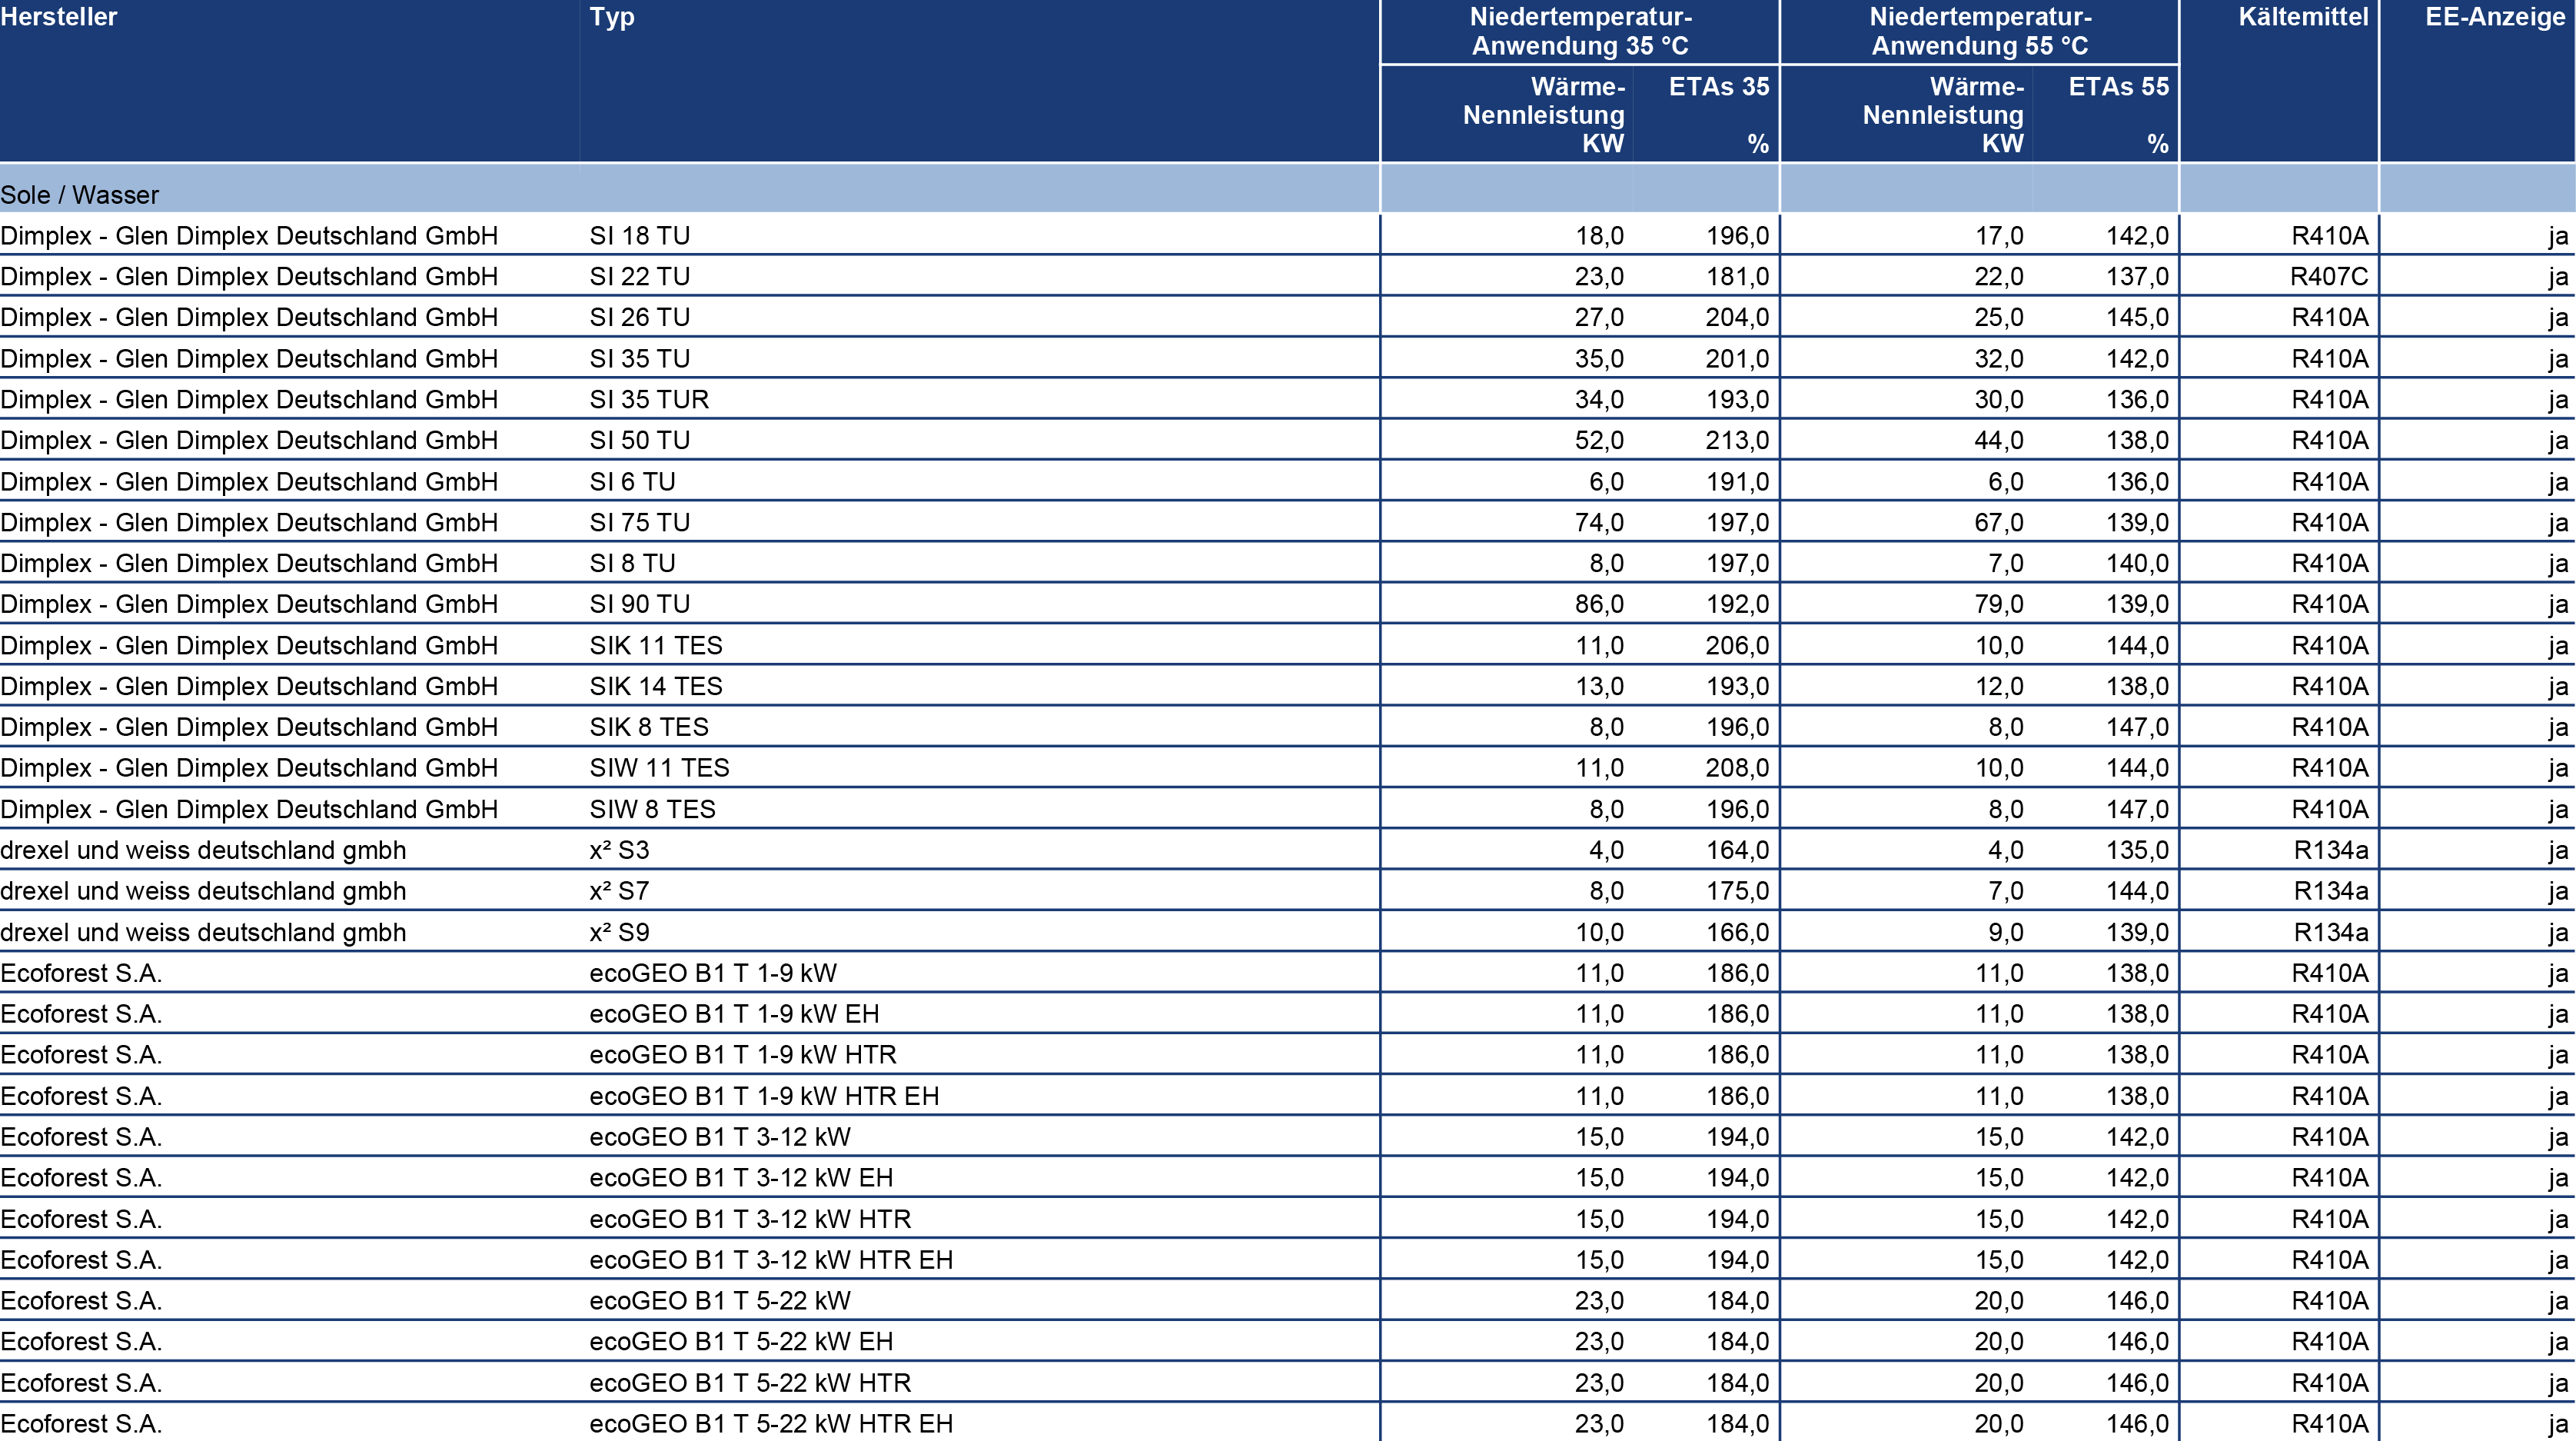 Hersteller Typ Niedertemperatur- Niedertemperatur- Kältemittel EE-Anzeige
Anwendung 35 °C Anwendung 55 °C
Wärme- ETAs 35 Wärme- ETAs 55
Nennleistung Nennleistung
KW % KW %
Sole / Wasser
Dimplex - Glen Dimplex Deutschland GmbH SI 18 TU 18,0 196,0 17,0 142,0 R410A ja
Dimplex - Glen Dimplex Deutschland GmbH SI 22 TU 23,0 181,0 22,0 137,0 R407C ja
Dimplex - Glen Dimplex Deutschland GmbH SI 26 TU 27,0 204,0 25,0 145,0 R410A ja
Dimplex - Glen Dimplex Deutschland GmbH SI 35 TU 35,0 201,0 32,0 142,0 R410A ja
Dimplex - Glen Dimplex Deutschland GmbH SI 35 TUR 34,0 193,0 30,0 136,0 R410A ja
Dimplex - Glen Dimplex Deutschland GmbH SI 50 TU 52,0 213,0 44,0 138,0 R410A ja
Dimplex - Glen Dimplex Deutschland GmbH SI 6 TU 6,0 191,0 6,0 136,0 R410A ja
Dimplex - Glen Dimplex Deutschland GmbH SI 75 TU 74,0 197,0 67,0 139,0 R410A ja
Dimplex - Glen Dimplex Deutschland GmbH SI 8 TU 8,0 197,0 7,0 140,0 R410A ja
Dimplex - Glen Dimplex Deutschland GmbH SI 90 TU 86,0 192,0 79,0 139,0 R410A ja
Dimplex - Glen Dimplex Deutschland GmbH SIK 11 TES 11,0 206,0 10,0 144,0 R410A ja
Dimplex - Glen Dimplex Deutschland GmbH SIK 14 TES 13,0 193,0 12,0 138,0 R410A ja
Dimplex - Glen Dimplex Deutschland GmbH SIK 8 TES 8,0 196,0 8,0 147,0 R410A ja
Dimplex - Glen Dimplex Deutschland GmbH SIW 11 TES 11,0 208,0 10,0 144,0 R410A ja
Dimplex - Glen Dimplex Deutschland GmbH SIW 8 TES 8,0 196,0 8,0 147,0 R410A ja
drexel und weiss deutschland gmbh x² S3 4,0 164,0 4,0 135,0 R134a ja
drexel und weiss deutschland gmbh x² S7 8,0 175,0 7,0 144,0 R134a ja
drexel und weiss deutschland gmbh x² S9 10,0 166,0 9,0 139,0 R134a ja
Ecoforest S.A. ecoGEO B1 T 1-9 kW 11,0 186,0 11,0 138,0 R410A ja
Ecoforest S.A. ecoGEO B1 T 1-9 kW EH 11,0 186,0 11,0 138,0 R410A ja
Ecoforest S.A. ecoGEO B1 T 1-9 kW HTR 11,0 186,0 11,0 138,0 R410A ja
Ecoforest S.A. ecoGEO B1 T 1-9 kW HTR EH 11,0 186,0 11,0 138,0 R410A ja
Ecoforest S.A. ecoGEO B1 T 3-12 kW 15,0 194,0 15,0 142,0 R410A ja
Ecoforest S.A. ecoGEO B1 T 3-12 kW EH 15,0 194,0 15,0 142,0 R410A ja
Ecoforest S.A. ecoGEO B1 T 3-12 kW HTR 15,0 194,0 15,0 142,0 R410A ja
Ecoforest S.A. ecoGEO B1 T 3-12 kW HTR EH 15,0 194,0 15,0 142,0 R410A ja
Ecoforest S.A. ecoGEO B1 T 5-22 kW 23,0 184,0 20,0 146,0 R410A ja
Ecoforest S.A. ecoGEO B1 T 5-22 kW EH 23,0 184,0 20,0 146,0 R410A ja
Ecoforest S.A. ecoGEO B1 T 5-22 kW HTR 23,0 184,0 20,0 146,0 R410A ja
Ecoforest S.A. ecoGEO B1 T 5-22 kW HTR EH 23,0 184,0 20,0 146,0 R410A ja